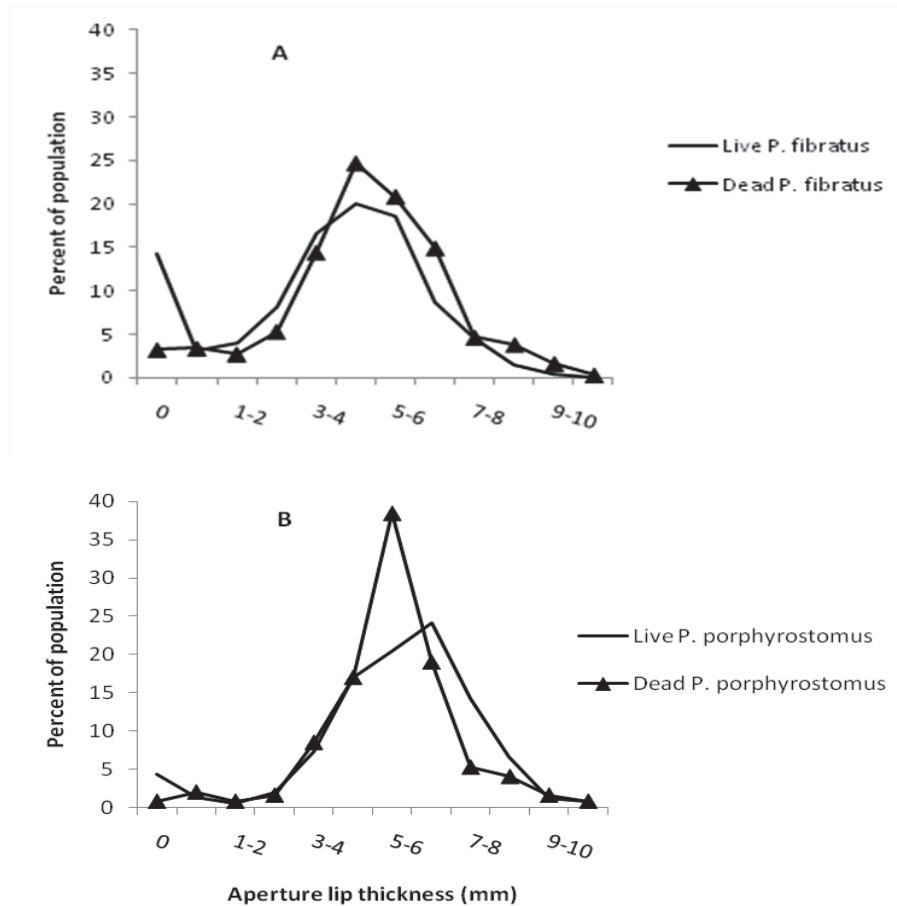 A
Percent of population
40
35
30
25
20
15
10
5
0
0 1-2 3-4 5-6 7-8 9-10
Live P. fibratus
Dead P. fibratus
B
Percent of population
40
35
30
25
20
15
10
5
0
0 1-2 3-4 5-6 7-8 9-10
Live P. porphyrostomus
Dead P. porphyrostomus
Aperture lip thickness (mm)